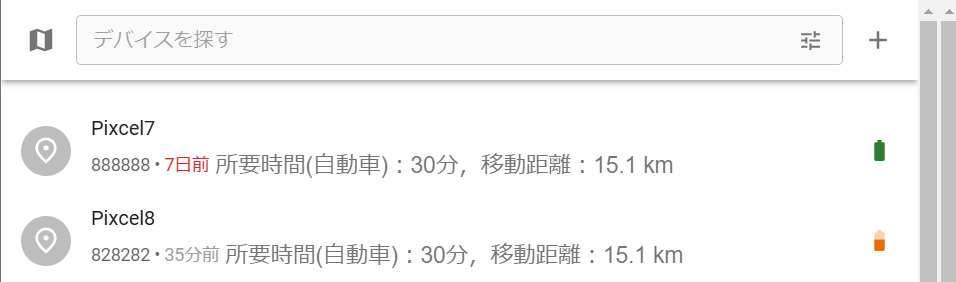 デバイスを探す
Pixcel7
888888 • 7日前 所要時間(自動車)：30分，移動距離：15.1 km
Pixcel8
828282 • 35分前 所要時間(自動車)：30分，移動距離：15.1 km